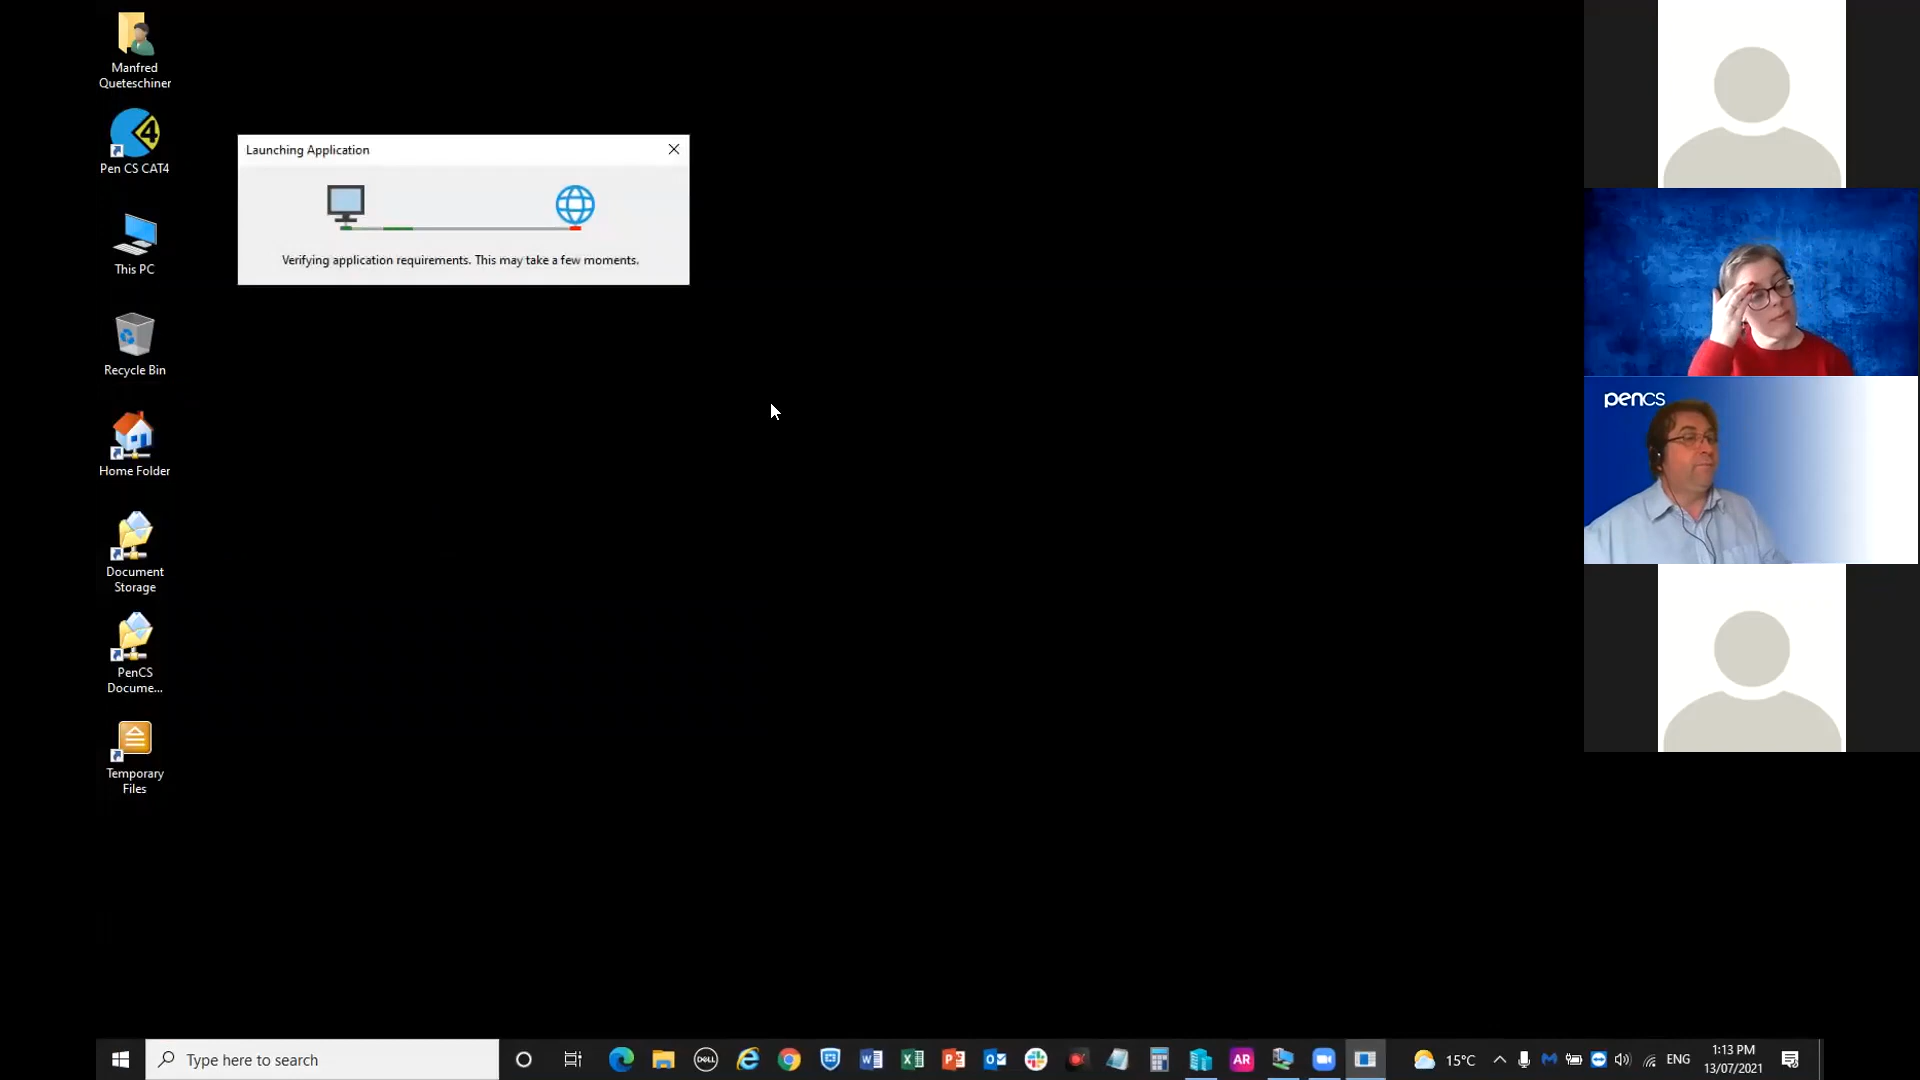 Manfred
Queteschiner
Pen CS CAT4
This PC
Recycle Bin
Home Folder
Document
Storage
PenCS
Docume...
Temporary
Files
Launching Application
Verifying application requirements. This may take a few moments.
pencs
Type here to search
DELL
AR
15°C
ENG
1:13 PM
13/07/2021